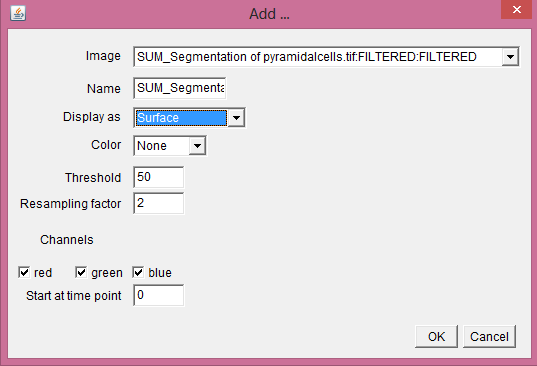 Add ...
Image SUM_Segmentation of pyramidalcells.tif:FILTERED:FILTERED
Name SUM_Segmenta
Display as Surface
Color None
Threshold 50
Resampling factor 2
Channels
red green blue
Start at time point 0
OK Cancel